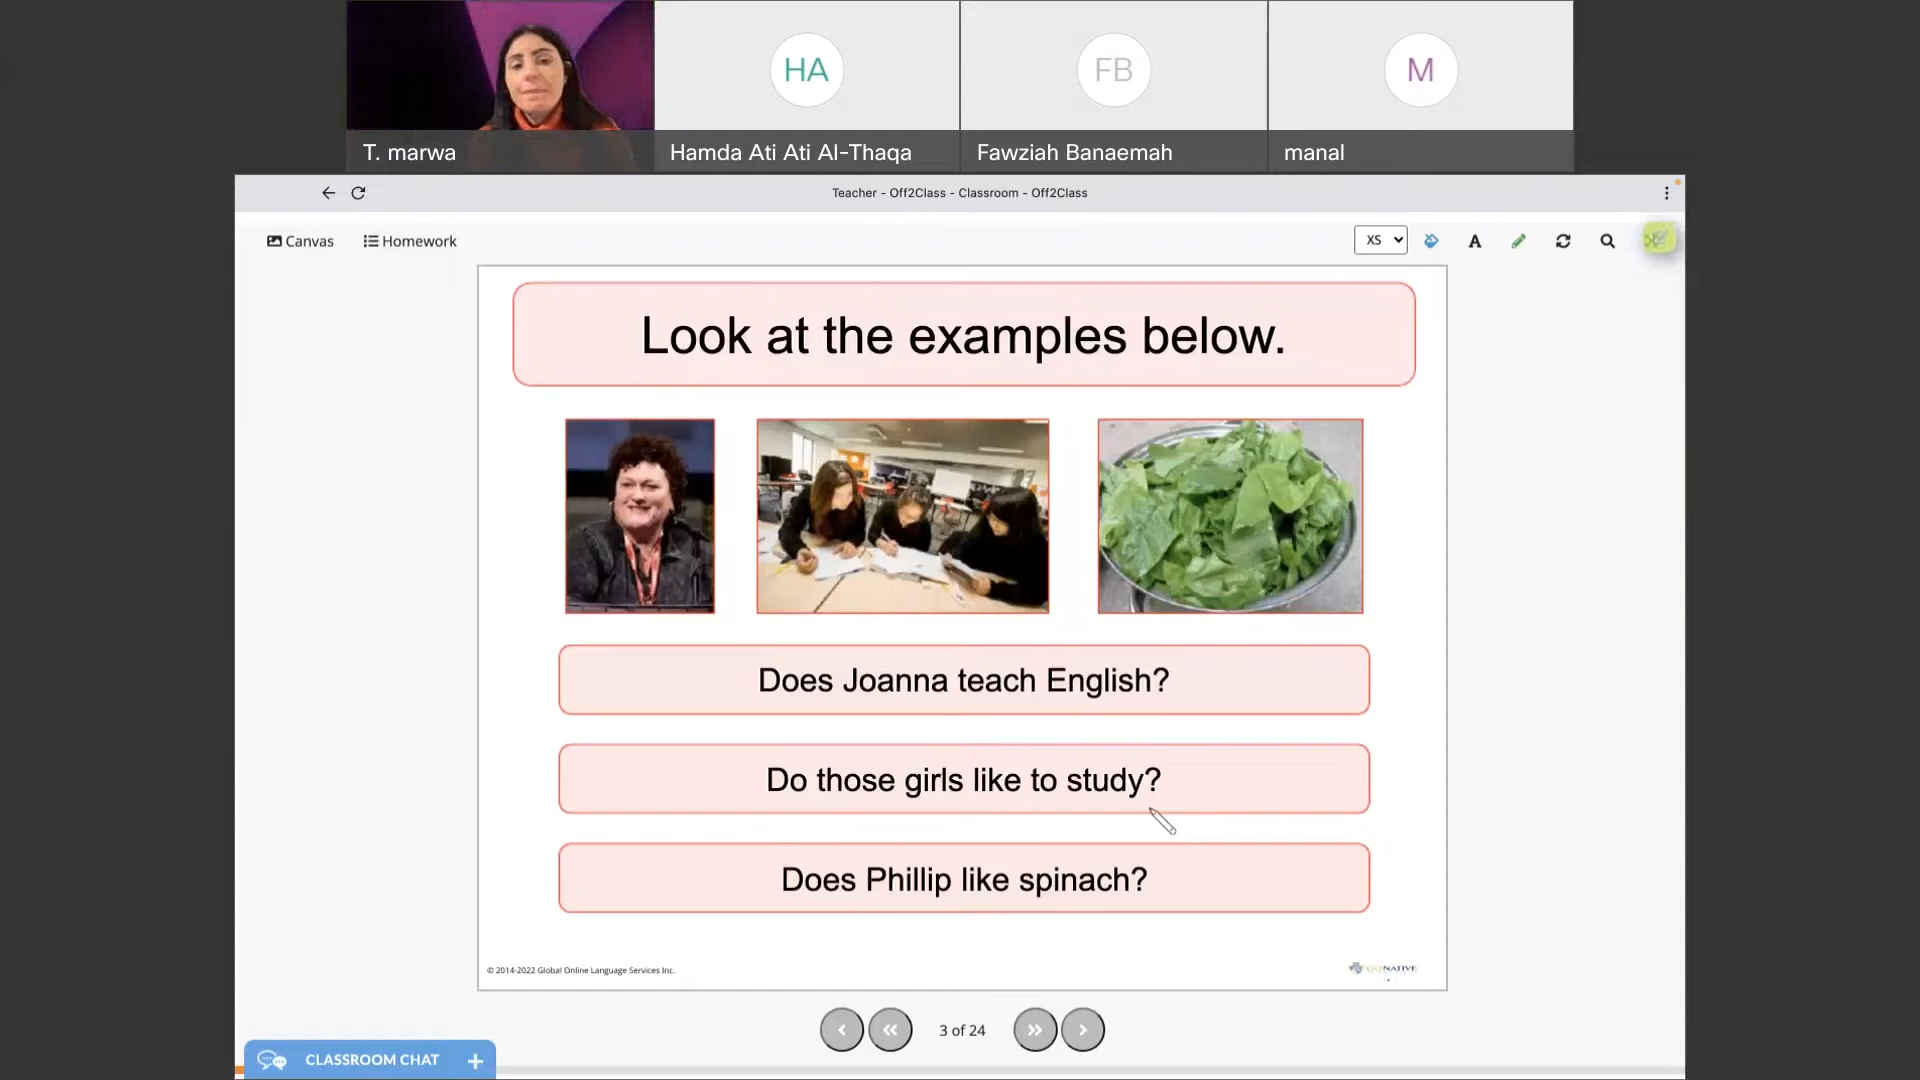 HA
FB
M
T. marwa
Hamda Ati Ati Al-Thaqa
Fawziah Banaemah
manal
Teacher - Off2Class - Classroom - Off2Class
Canvas
Homework
XS
A
Look at the examples below.
Does Joanna teach English?
Do those girls like to study?
Does Phillip like spinach?
© 2014-2022 Global Online Language Services Inc.
NATIVE
3 of 24
CLASSROOM CHAT